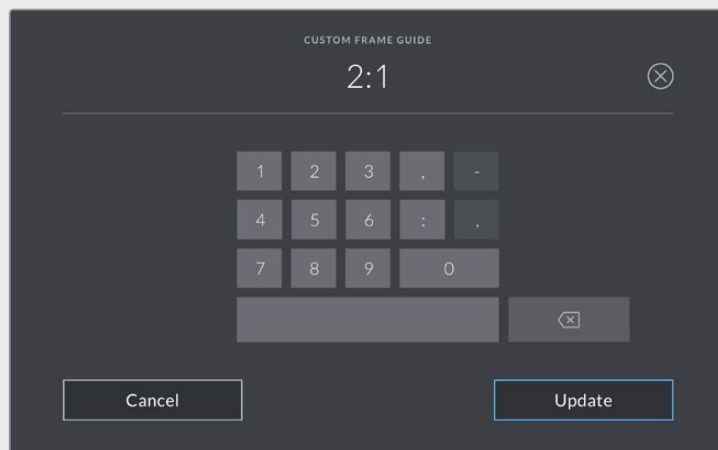 CUSTOM FRAME GUIDE
2:1
1 2 3 . -
4 5 6 : ,
7 8 9 0
Cancel Update